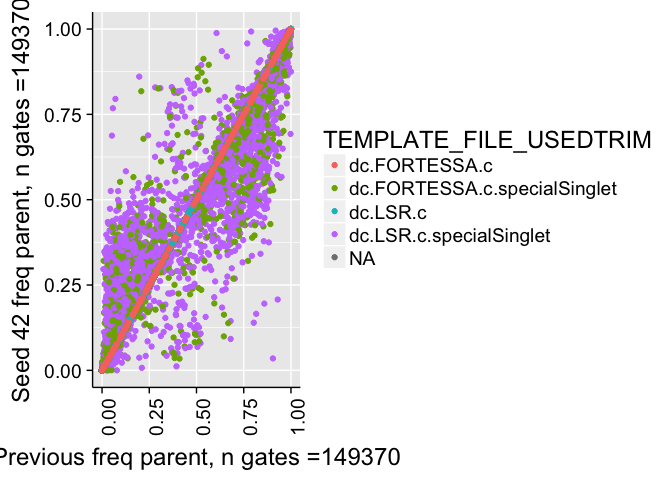 Seed 42 freq parent, n gates =149370
1.00
0.75
0.50
0.25
0.00
0.00
0.25
0.50
0.75
1.00
Previous freq parent, n gates =149370
TEMPLATE_FILE_USEDTRIM
dc.FORTESSA.c
dc.FORTESSA.c.specialSinglet
dc.LSR.c
dc.LSR.c.specialSinglet
NA